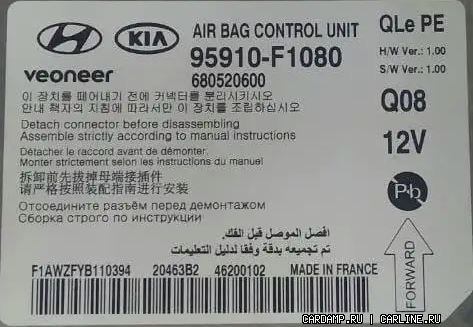 HYUNDAI KIA AIR BAG CONTROL UNIT QLe PE
95910-F1080
H/W Ver.: 1.00
S/W Ver.: 1.00
veoneer 680520600
이 장치를 떼어내기 전에 커넥터를 분리시키시오
안내 책자의 지침에 따라서만 이 장치를 조립하십시오
Q08
Detach connector before disassembling
Assemble strictly according to manual instructions
12V
Détacher le raccord avant de démonter.
Monter strictement selon les instructions du manuel
拆卸前先拔掉母端接插件
请严格按照装配指南进行安装
Pb
Отсоедините разъём перед демонтажом
Сборка строго по инструкции
افصل الموصل قبل الفك.
تم تجميعه بدقة وفقا لدليل التعليمات
FORWARD
F1AWZFYB110394 20463B2 46200102 MADE IN FRANCE
CARDAMP.RU | CARLINE.RU